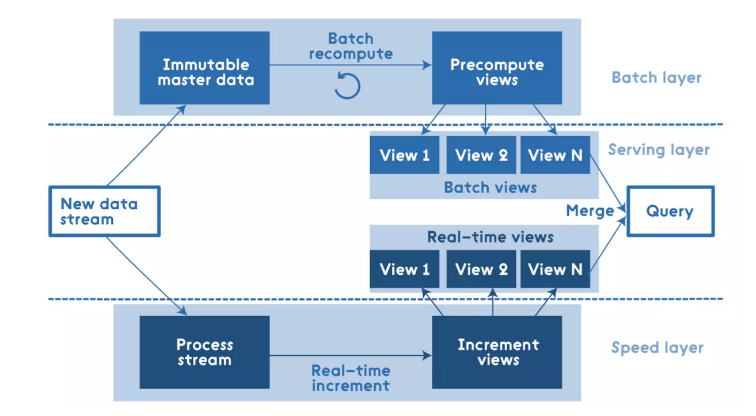 Batch
recompute
Immutable
master data
Precompute
views
Batch layer
View 1
View 2
View N
Serving layer
Batch views
New data
stream
Merge
Query
Real-time views
View 1
View 2
View N
Process
stream
Increment
views
Speed layer
Real-time
increment